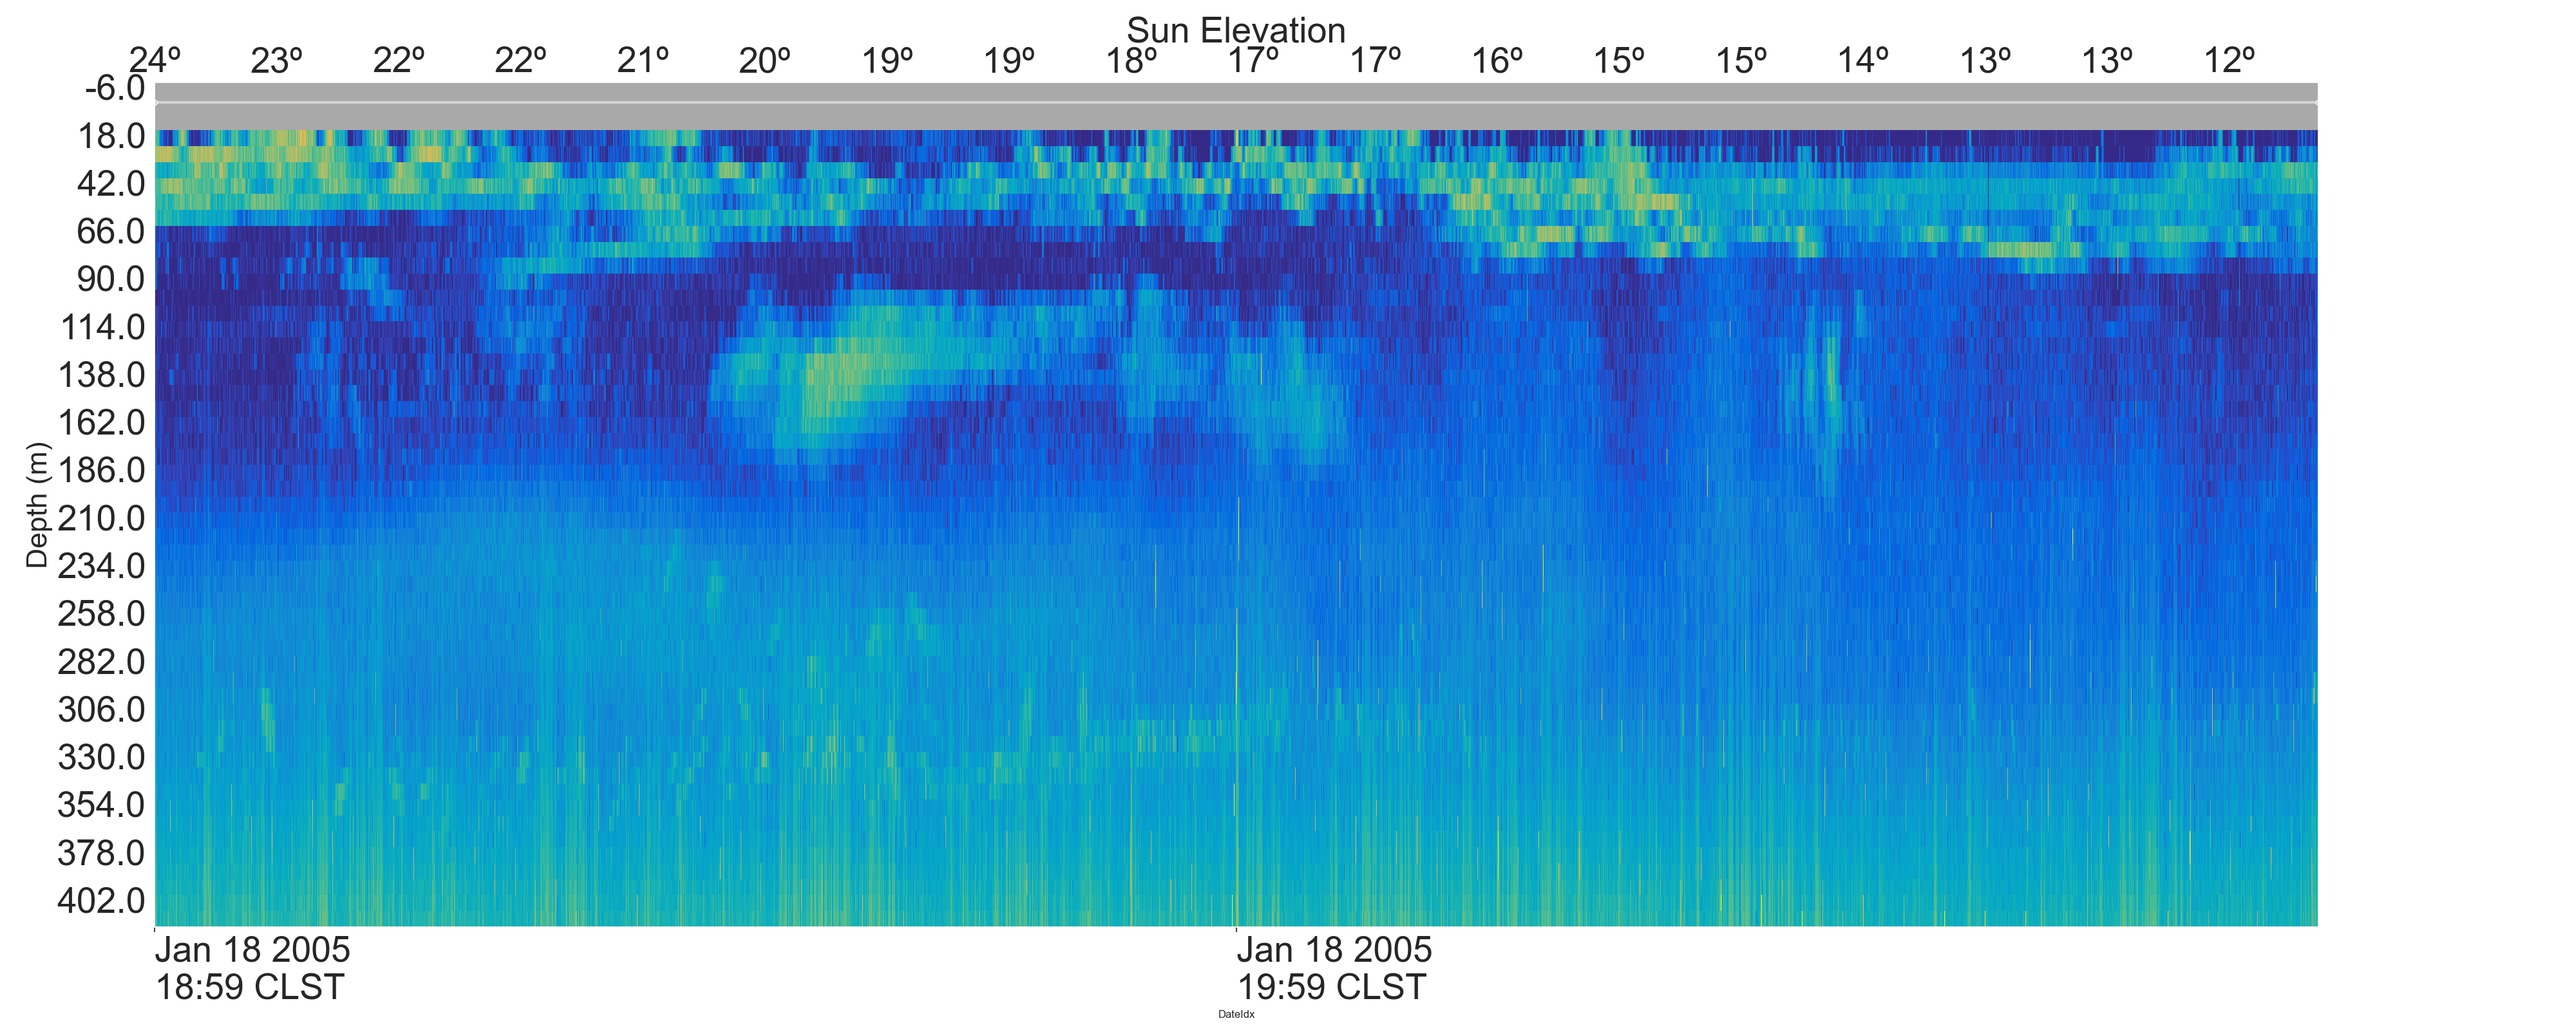 Sun Elevation
24º 23º 22º 22º 21º 20º 19º 19º 18º 17º 17º 16º 15º 15º 14º 13º 13º 12º
-6.0
18.0
42.0
66.0
90.0
114.0
138.0
162.0
186.0
210.0
234.0
258.0
282.0
306.0
330.0
354.0
378.0
402.0
Depth (m)
Jan 18 2005
18:59 CLST
Jan 18 2005
19:59 CLST
DateIdx